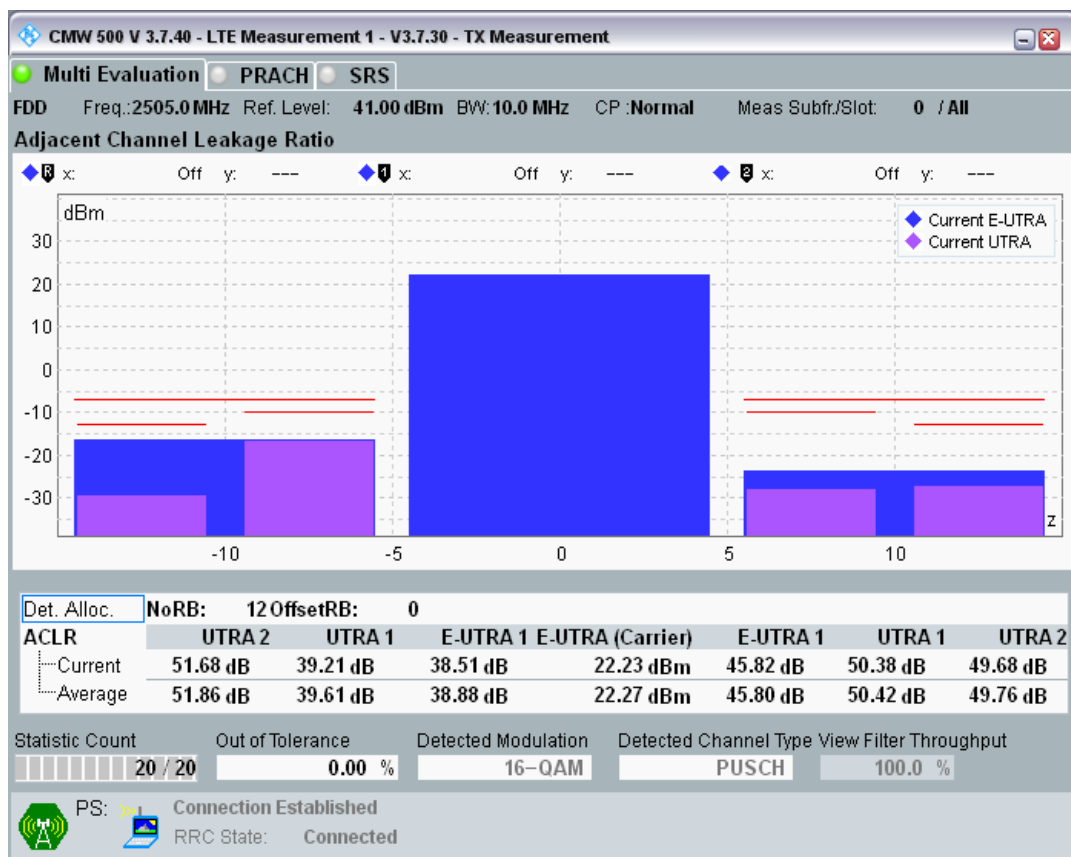 CMW 500 V 3.7.40 - LTE Measurement 1 - V3.7.30 - TX Measurement
Multi Evaluation PRACH SRS
FDD Freq.:2505.0 MHz Ref. Level: 41.00 dBm BW:10.0 MHz CP :Normal Meas Subfr./Slot: 0 / All
Adjacent Channel Leakage Ratio
R x: Off y: --- 1 x: Off y: --- 2 x: Off y: ---
dBm
Current E-UTRA
Current UTRA
30
20
10
0
-10
-20
-30
z
-10 -5 0 5 10
Det. Alloc. NoRB: 12 OffsetRB: 0
ACLR UTRA 2 UTRA 1 E-UTRA 1 E-UTRA (Carrier) E-UTRA 1 UTRA 1 UTRA 2
Current 51.68 dB 39.21 dB 38.51 dB 22.23 dBm 45.82 dB 50.38 dB 49.68 dB
Average 51.86 dB 39.61 dB 38.88 dB 22.27 dBm 45.80 dB 50.42 dB 49.76 dB
Statistic Count Out of Tolerance Detected Modulation Detected Channel Type View Filter Throughput
20 / 20 0.00 % 16-QAM PUSCH 100.0 %
PS: Connection Established
RRC State: Connected